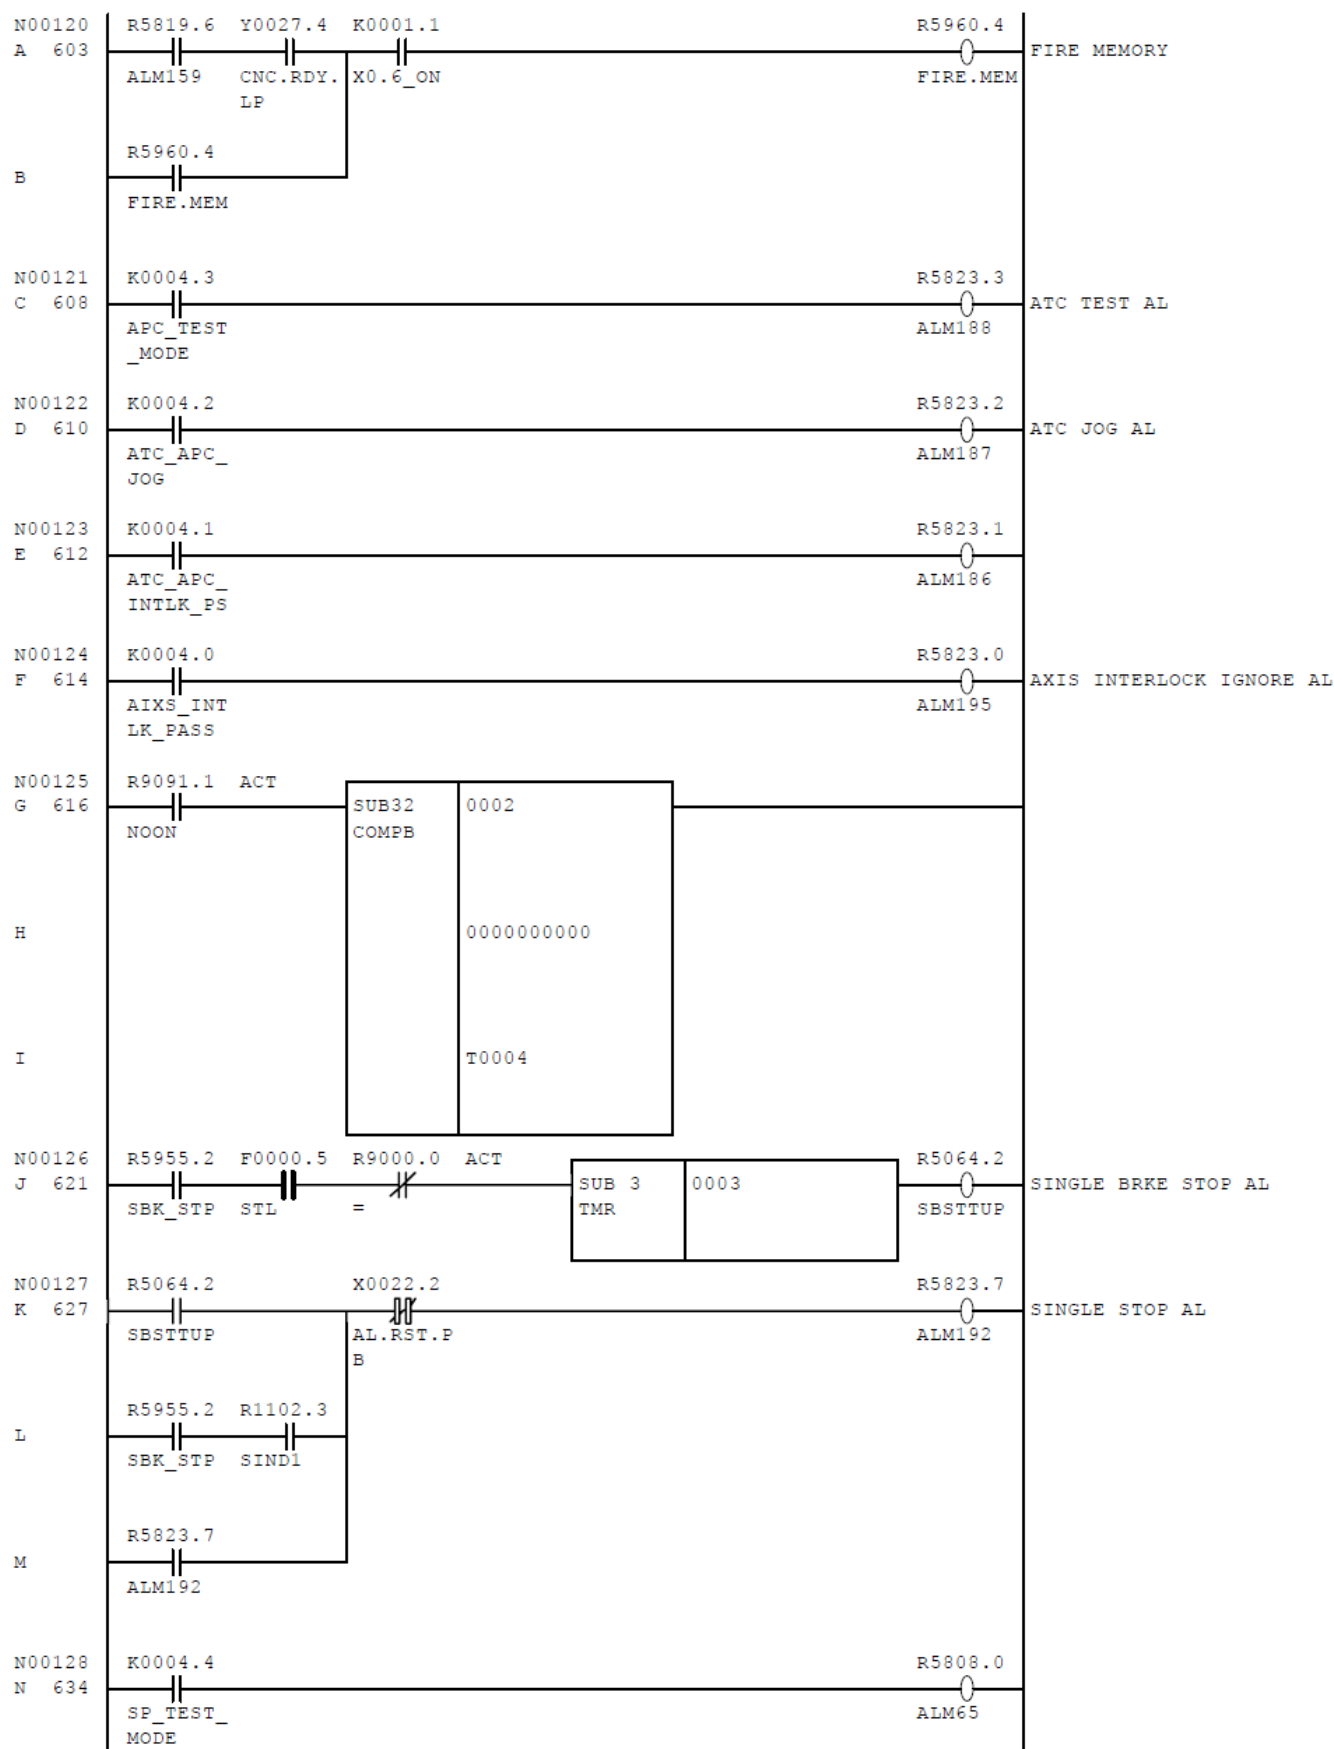 N00120 R5819.6 Y0027.4 K0001.1 R5960.4
A 603 FIRE MEMORY
ALM159 CNC.RDY. X0.6_ON FIRE.MEM
LP
R5960.4
B
FIRE.MEM
N00121 K0004.3 R5823.3
C 608 ATC TEST AL
APC_TEST ALM188
_MODE
N00122 K0004.2 R5823.2
D 610 ATC JOG AL
ATC_APC_ ALM187
JOG
N00123 K0004.1 R5823.1
E 612
ATC_APC_ ALM186
INTLK_PS
N00124 K0004.0 R5823.0
F 614 AXIS INTERLOCK IGNORE AL
AIXS_INT ALM195
LK_PASS
N00125 R9091.1 ACT
G 616 SUB32 0002
NOON COMPB
H 0000000000
I T0004
N00126 R5955.2 F0000.5 R9000.0 ACT R5064.2
J 621 SUB 3 0003 SINGLE BRKE STOP AL
SBK_STP STL = TMR SBSTTUP
N00127 R5064.2 X0022.2 R5823.7
K 627 SINGLE STOP AL
SBSTTUP AL.RST.P ALM192
B
R5955.2 R1102.3
L
SBK_STP SIND1
R5823.7
M
ALM192
N00128 K0004.4 R5808.0
N 634
SP_TEST_ ALM65
MODE